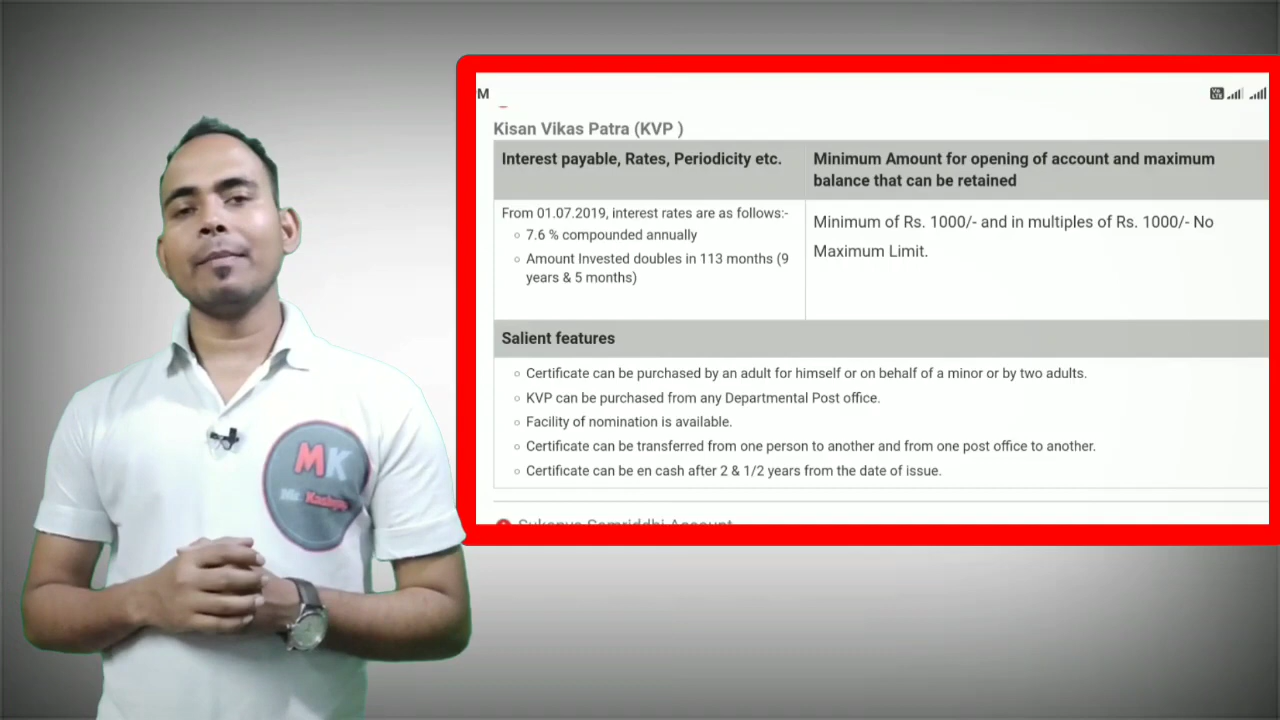 M
Kisan Vikas Patra (KVP )
Interest payable, Rates, Periodicity etc.
Minimum Amount for opening of account and maximum
balance that can be retained
From 01.07.2019, interest rates are as follows:-
7.6 % compounded annually
Amount Invested doubles in 113 months (9
years & 5 months)
Minimum of Rs. 1000/- and in multiples of Rs. 1000/- No
Maximum Limit.
Salient features
Certificate can be purchased by an adult for himself or on behalf of a minor or by two adults.
KVP can be purchased from any Departmental Post office.
Facility of nomination is available.
Certificate can be transferred from one person to another and from one post office to another.
Certificate can be en cash after 2 & 1/2 years from the date of issue.
Sukanya Samriddhi Account
MK